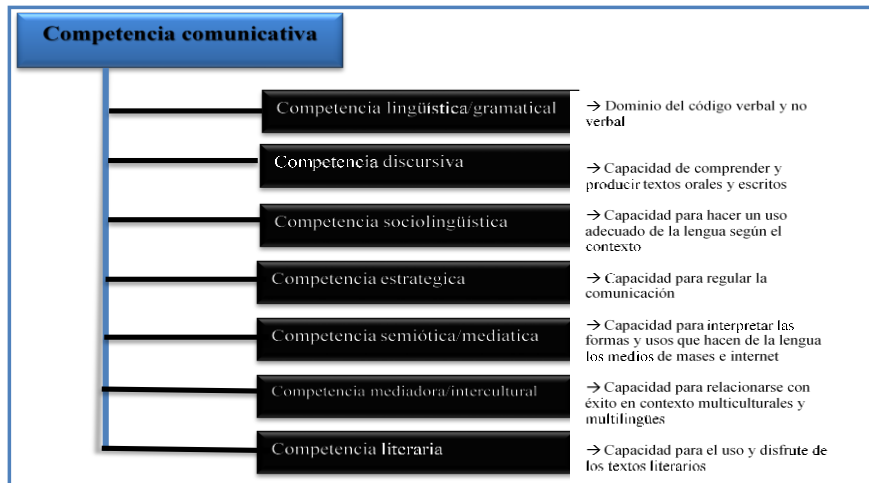 Competencia comunicativa
Competencia lingüística/gramatical
→ Dominio del código verbal y no
verbal
Competencia discursiva
→ Capacidad de comprender y
producir textos orales y escritos
Competencia sociolingüística
→ Capacidad para hacer un uso
adecuado de la lengua según el
contexto
Competencia estrategica
→ Capacidad para regular la
comunicación
Competencia semiótica/mediatica
→ Capacidad para interpretar las
formas y usos que hacen de la lengua
los medios de mases e internet
Competencia mediadora/intercultural
→ Capacidad para relacionarse con
éxito en contexto multiculturales y
multilingües
Competencia literaria
→ Capacidad para el uso y disfrute de
los textos literarios